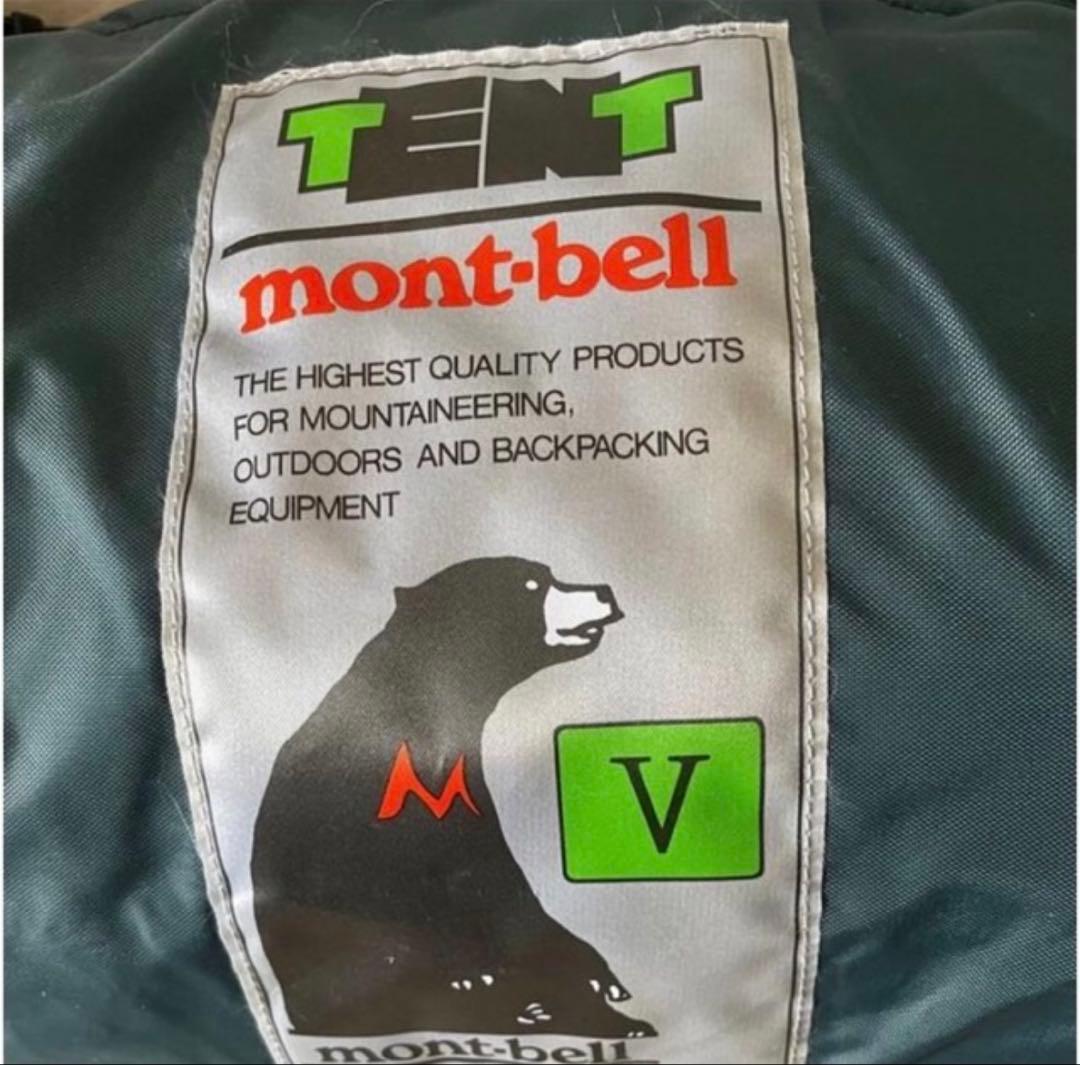 TENT
mont-bell
THE HIGHEST QUALITY PRODUCTS
FOR MOUNTAINEERING,
OUTDOORS AND BACKPACKING
EQUIPMENT
M
V
mont-bell